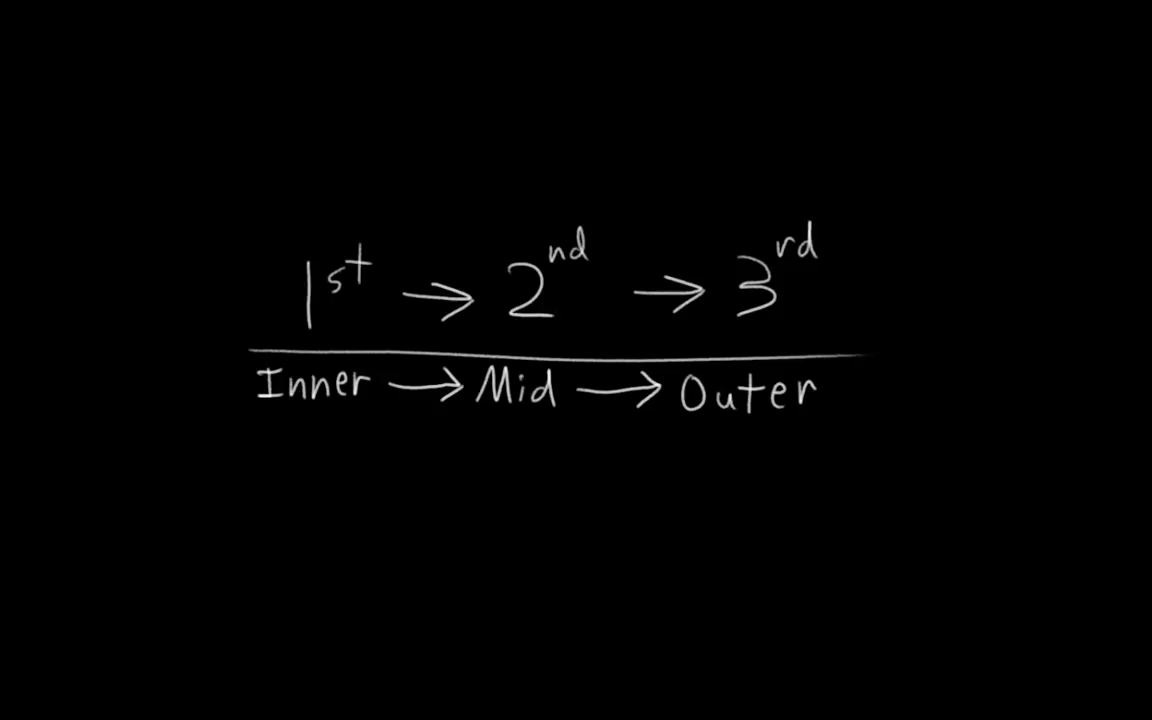 1st → 2nd → 3rd
Inner → Mid → Outer